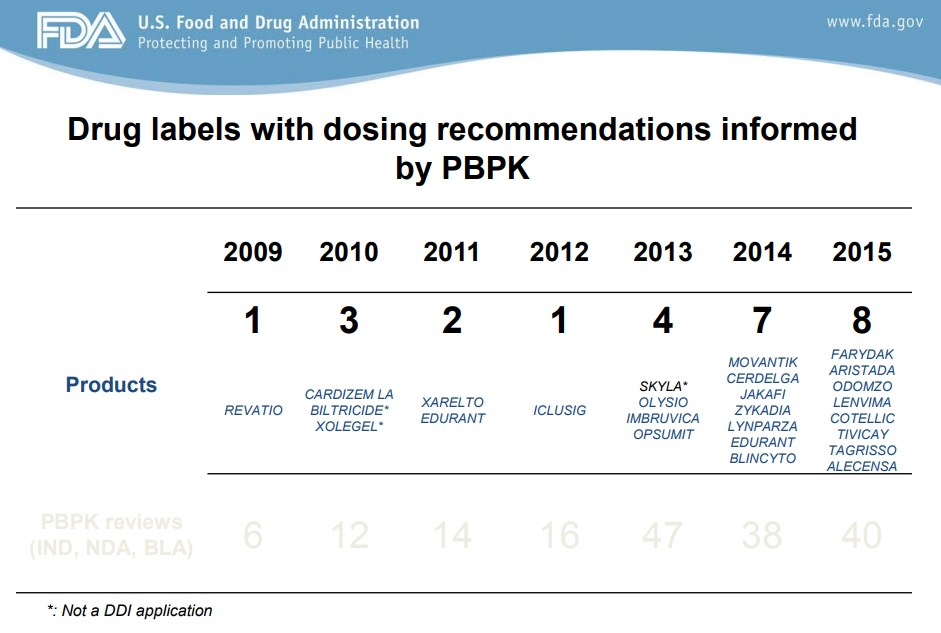 FDA
U.S. Food and Drug Administration
Protecting and Promoting Public Health
www.fda.gov
Drug labels with dosing recommendations informed
by PBPK
2009 2010 2011 2012 2013 2014 2015
1 3 2 1 4 7 8
Products
REVATIO
CARDIZEM LA
BILTRICIDE*
XOLEGEL*
XARELTO
EDURANT
ICLUSIG
SKYLA*
OLYSIO
IMBRUVICA
OPSUMIT
MOVANTIK
CERDELGA
JAKAFI
ZYKADIA
LYNPARZA
EDURANT
BLINCYTO
FARYDAK
ARISTADA
ODOMZO
LENVIMA
COTELLIC
TIVICAY
TAGRISSO
ALECENSA
PBPK reviews
(IND, NDA, BLA)
6 12 14 16 47 38 40
*: Not a DDI application